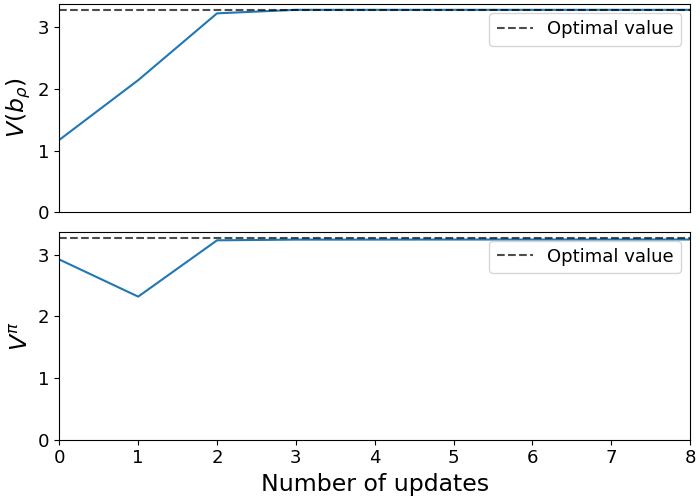 3
2
1
0
V(b_ρ)
Optimal value
3
2
1
0
V^π
Optimal value
0 1 2 3 4 5 6 7 8
Number of updates